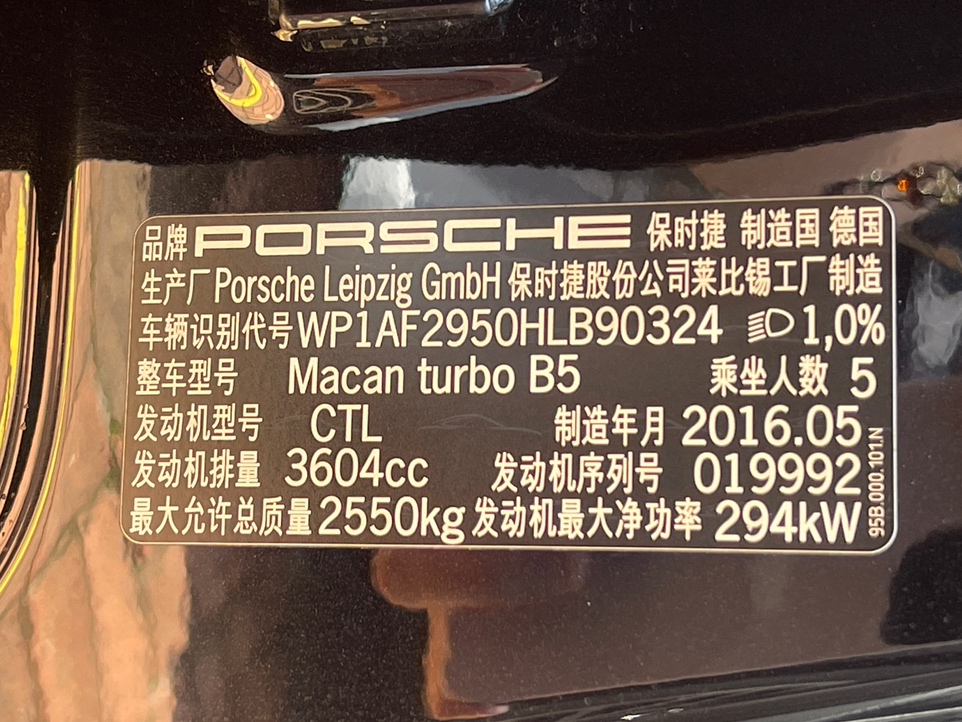 品牌 PORSCHE 保时捷 制造国 德国
生产厂 Porsche Leipzig GmbH 保时捷股份公司莱比锡工厂制造
车辆识别代号 WP1AF2950HLB90324 1,0%
整车型号 Macan turbo B5 乘坐人数 5
发动机型号 CTL 制造年月 2016.05
发动机排量 3604cc 发动机序列号 019992
最大允许总质量 2550kg 发动机最大净功率 294kW
95B.000.101.N